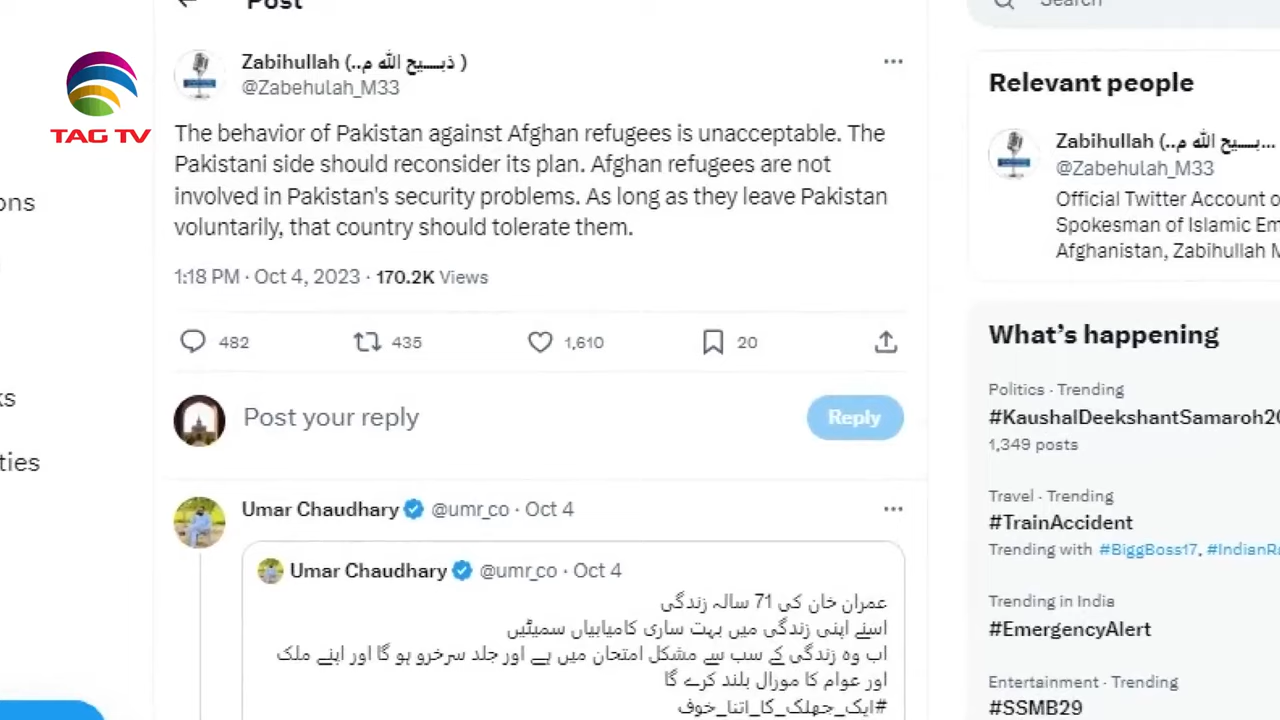 Post
Search
TAG TV
Zabihullah (..ذبـــیح الله م )
@Zabehulah_M33
The behavior of Pakistan against Afghan refugees is unacceptable. The
Pakistani side should reconsider its plan. Afghan refugees are not
involved in Pakistan's security problems. As long as they leave Pakistan
voluntarily, that country should tolerate them.
1:18 PM · Oct 4, 2023 · 170.2K Views
482 435 1,610 20
Post your reply
Reply
Umar Chaudhary @umr_co · Oct 4
Umar Chaudhary @umr_co · Oct 4
عمران خان کی 71 سالہ زندگی
اسنے اپنی زندگی میں بہت ساری کامیابیاں سمیٹیں
اب وہ زندگی کے سب سے مشکل امتحان میں ہے اور جلد سرخرو ہو گا اور اپنے ملک
اور عوام کا مورال بلند کرے گا
#ایک_جھلک_کا_اتنا_خوف
Relevant people
Zabihullah (..بـــیح الله م...
@Zabehulah_M33
Official Twitter Account o
Spokesman of Islamic Em
Afghanistan, Zabihullah M
What's happening
Politics · Trending
#KaushalDeekshantSamaroh20
1,349 posts
Travel · Trending
#TrainAccident
Trending with #BiggBoss17, #IndianRa
Trending in India
#EmergencyAlert
Entertainment · Trending
#SSMB29
ons
ks
ties